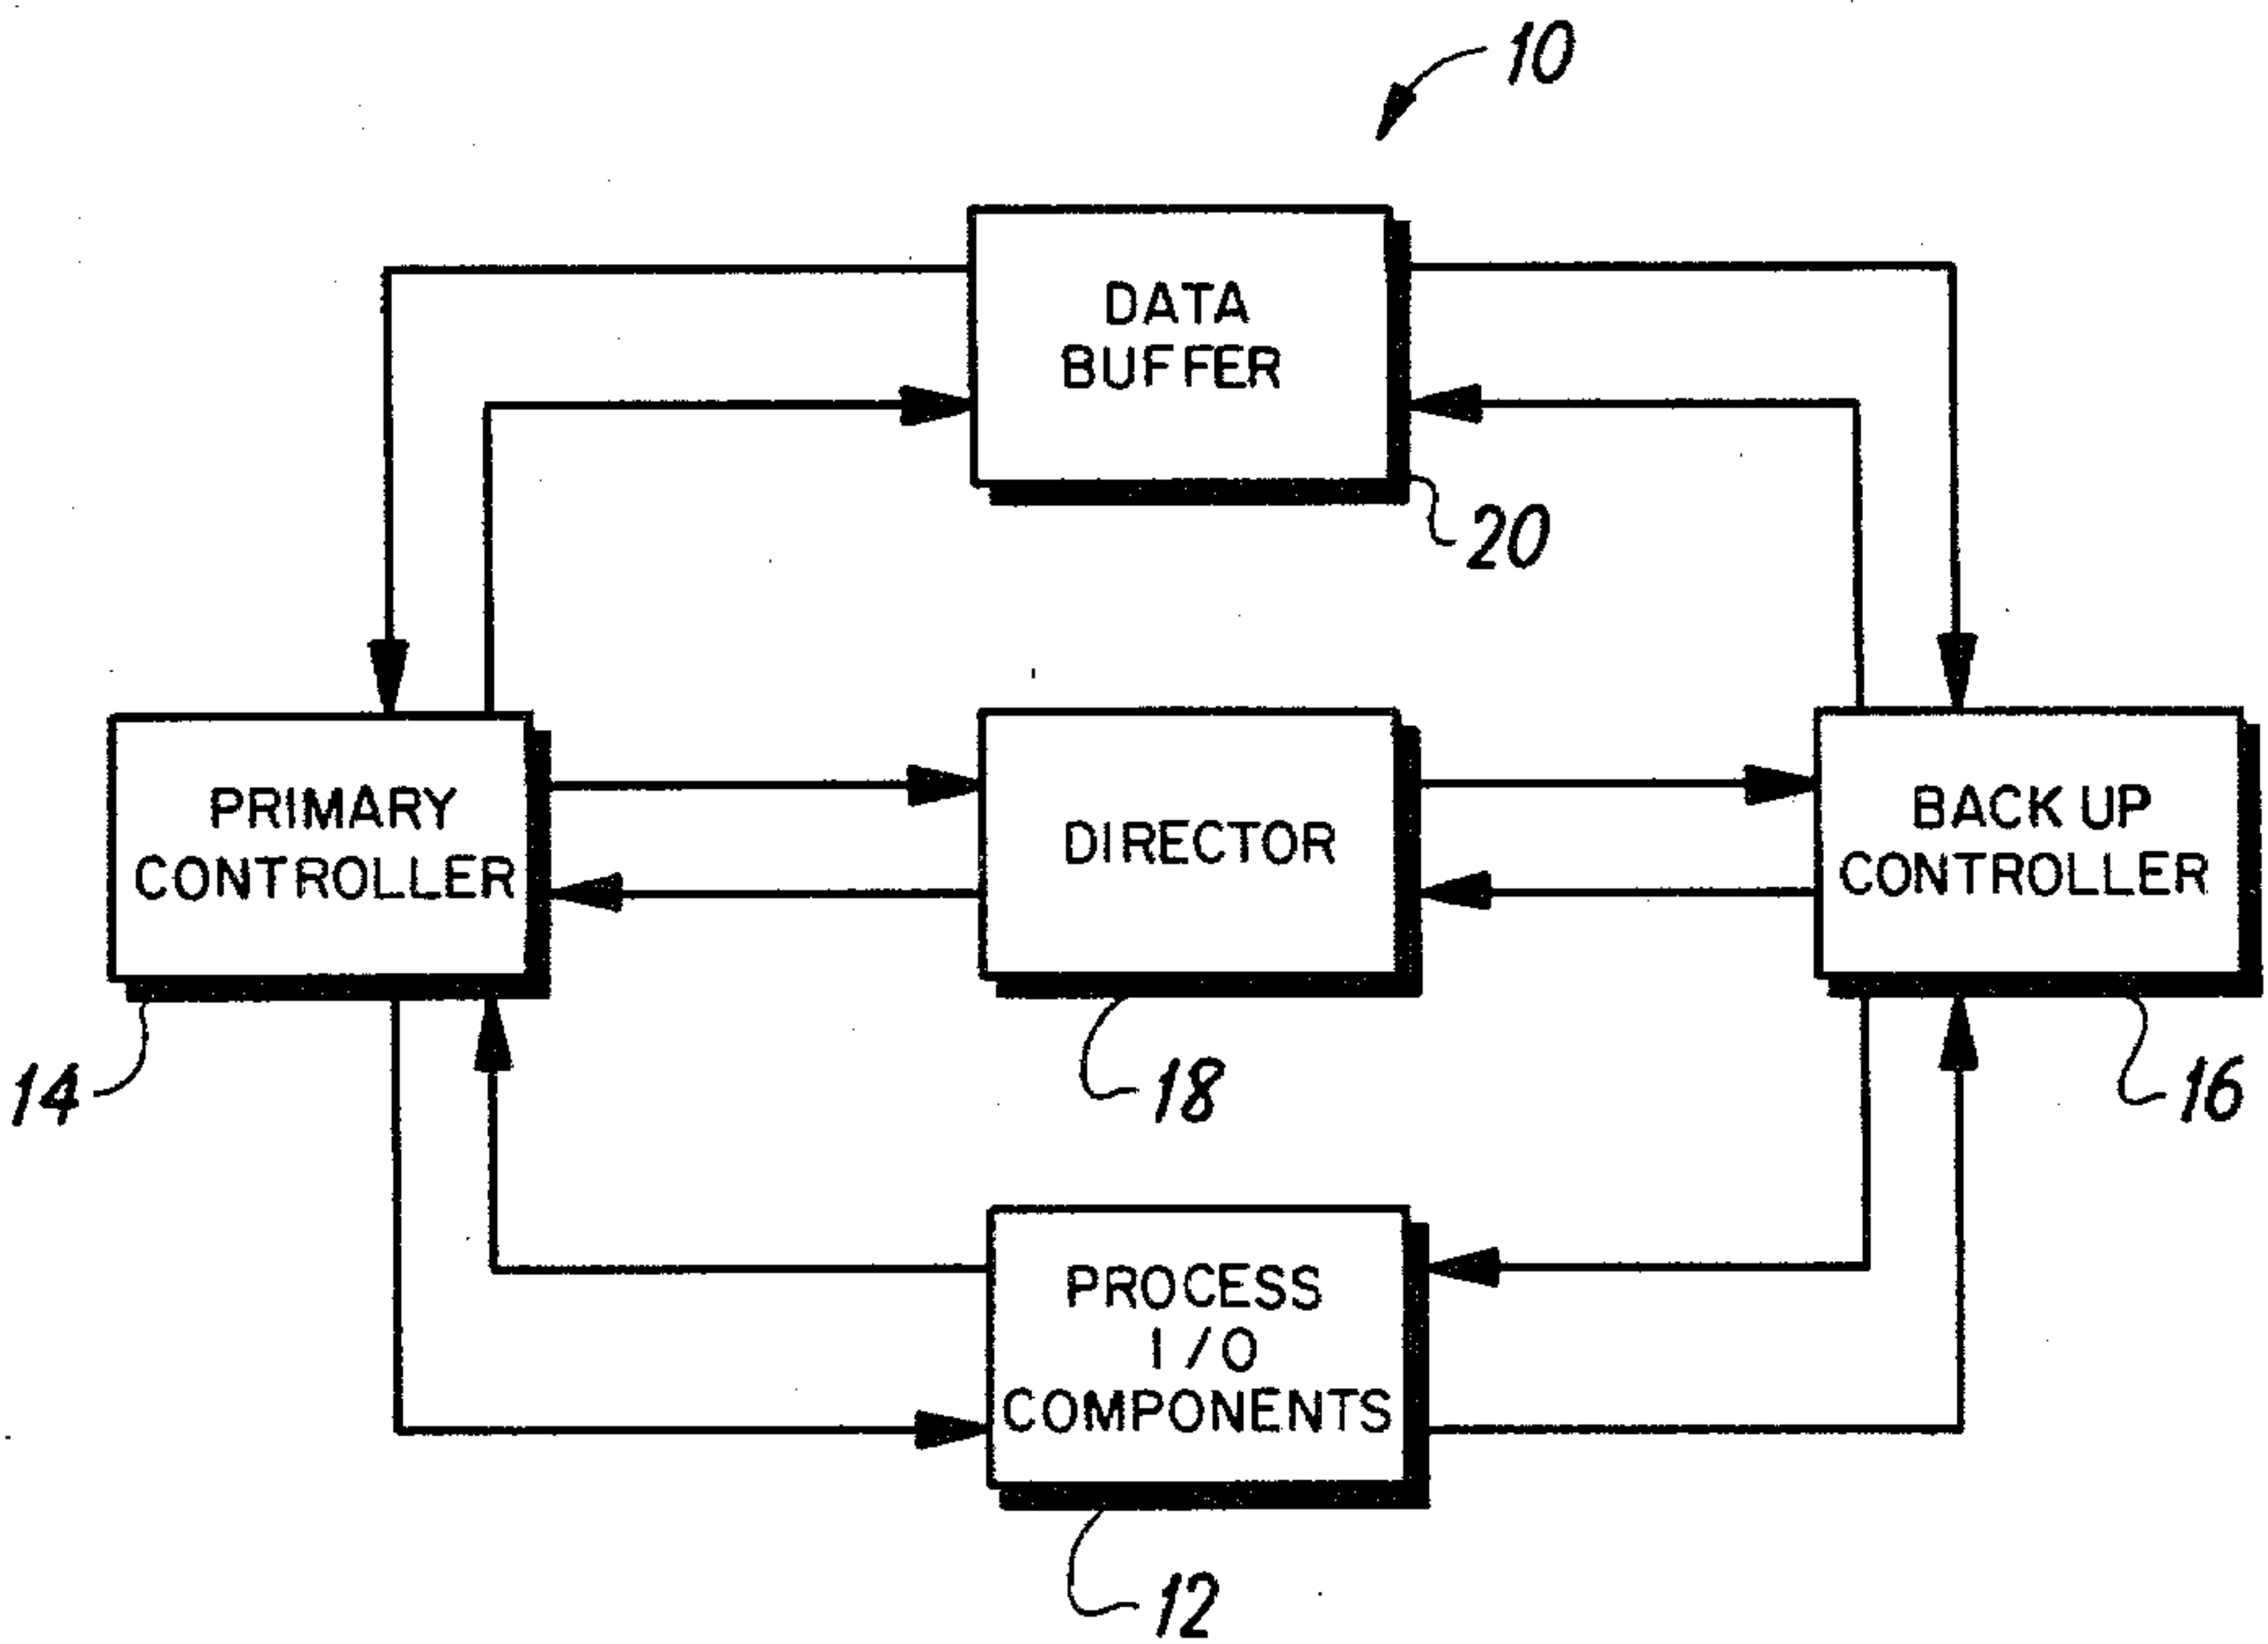 10
DATA
BUFFER
20
PRIMARY
CONTROLLER
DIRECTOR
BACK UP
CONTROLLER
14
18
16
PROCESS
I/O
COMPONENTS
12